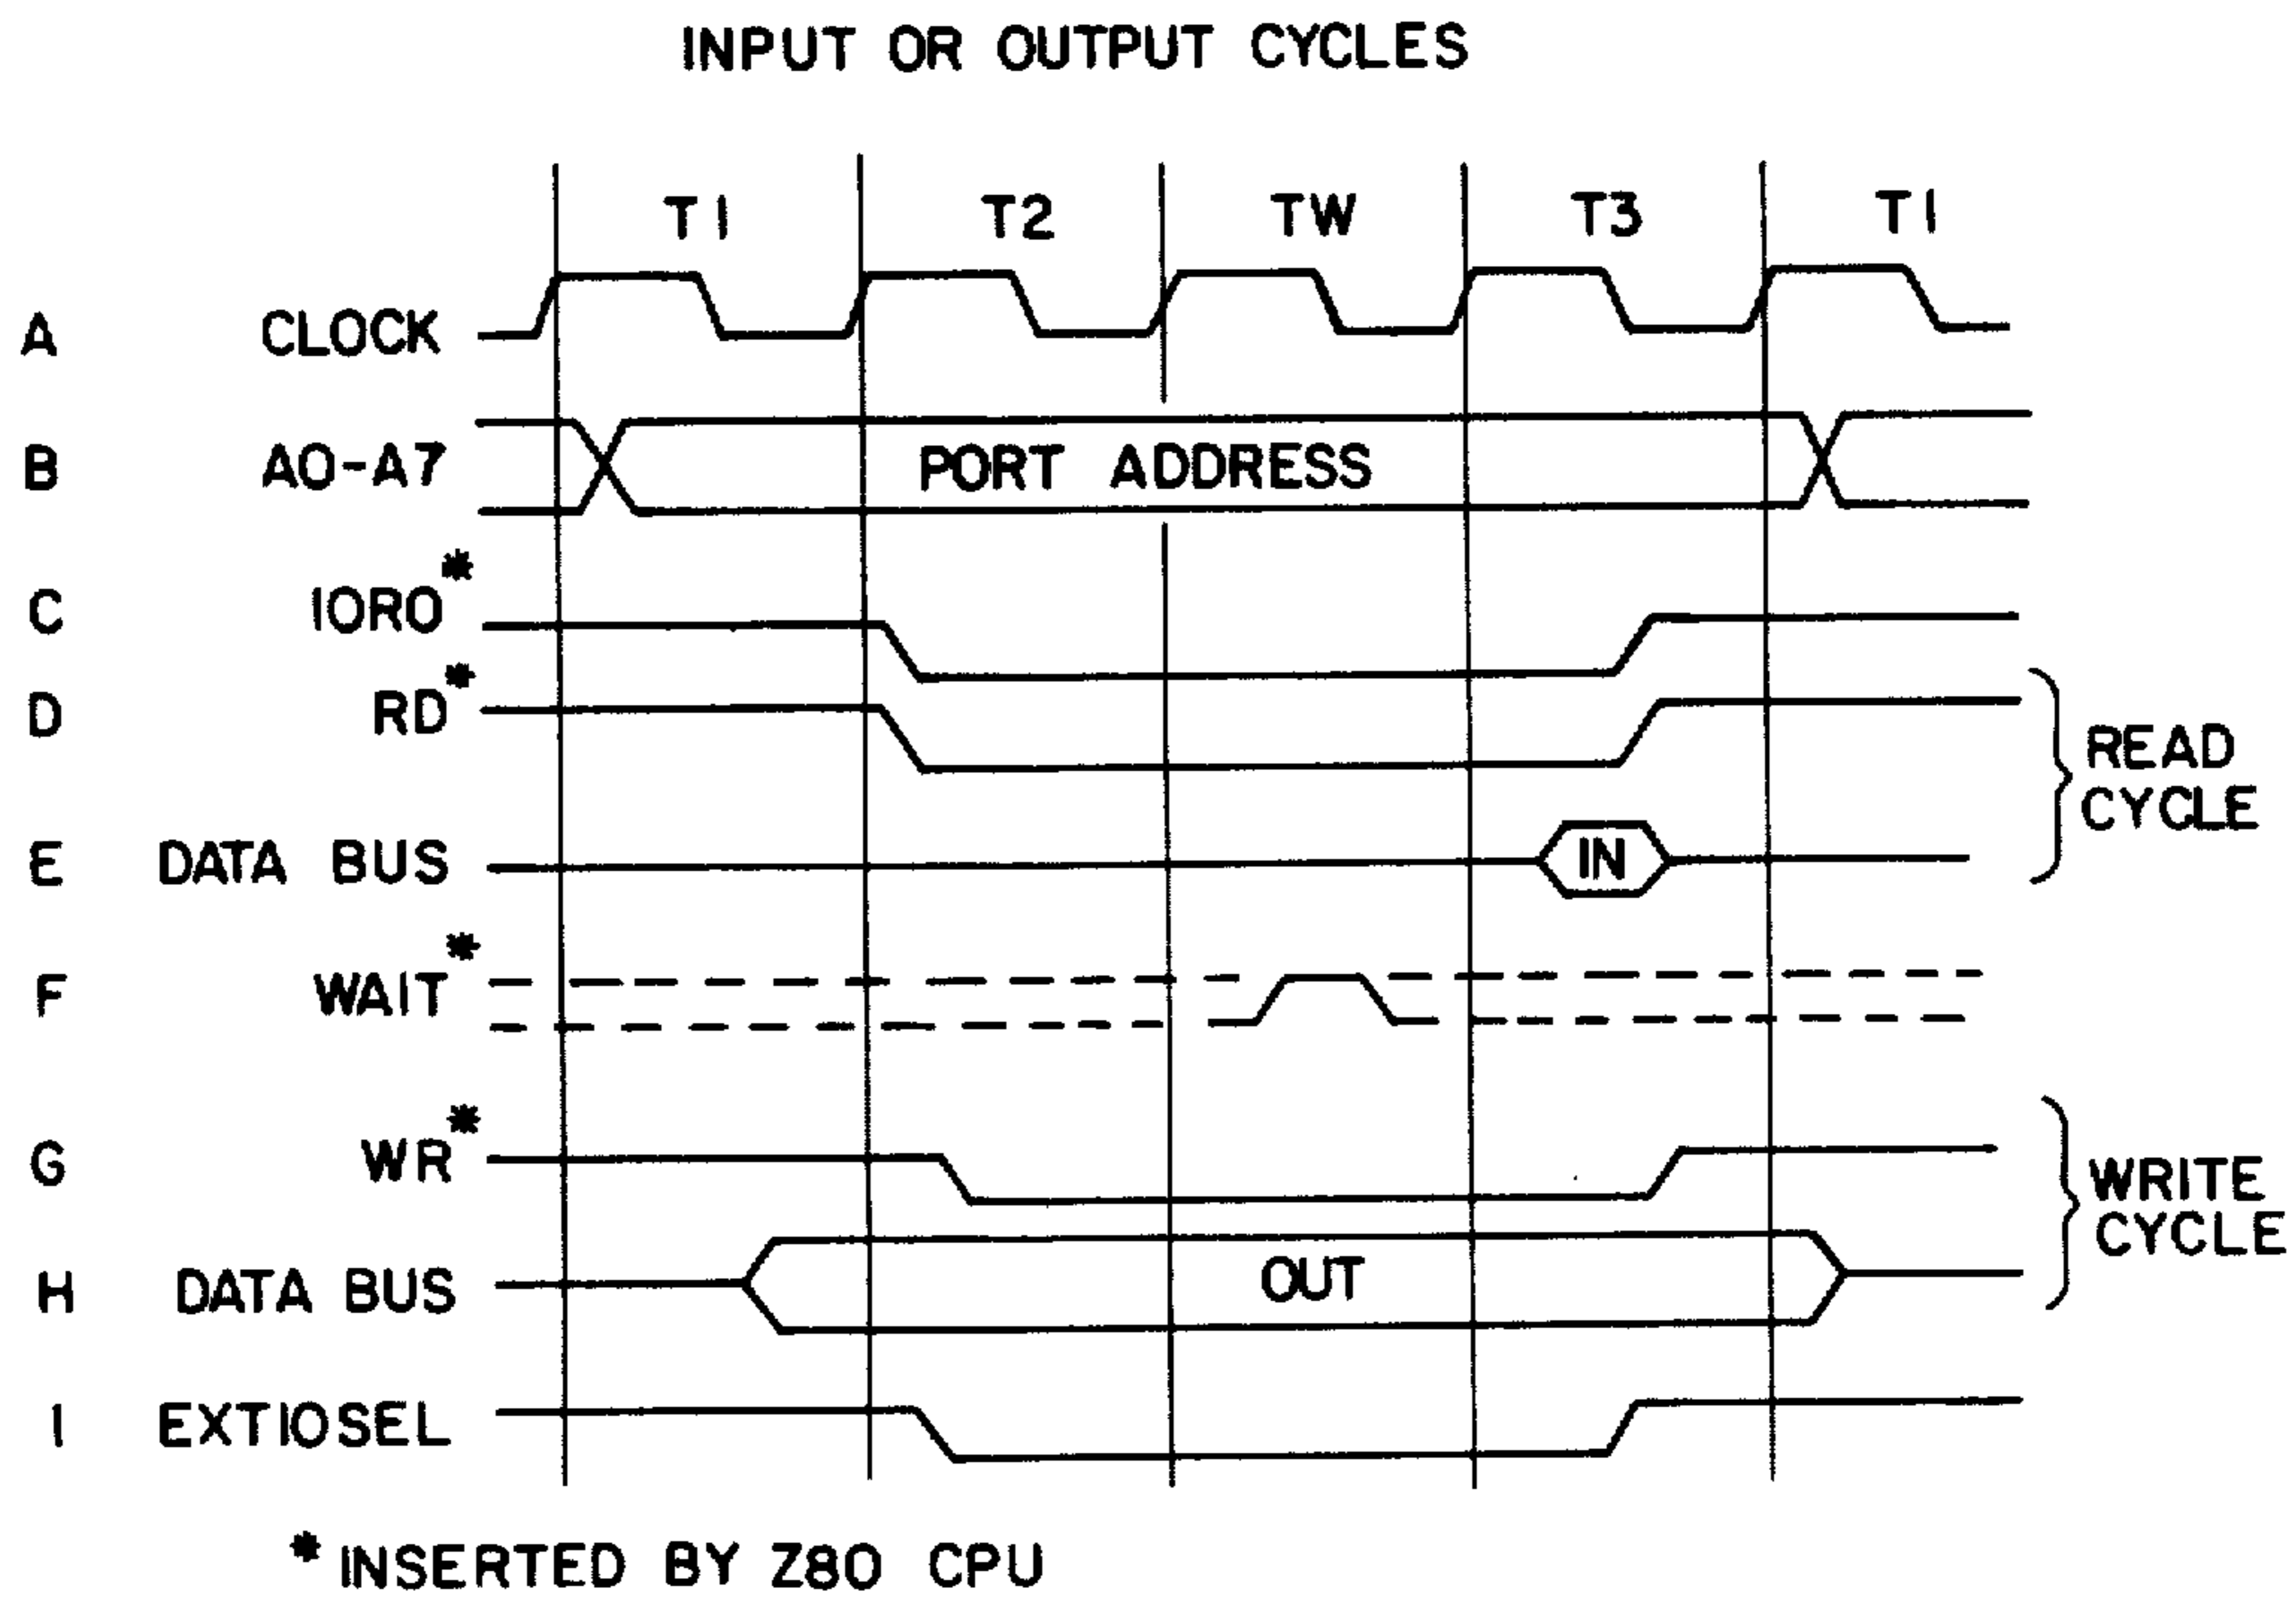 INPUT OR OUTPUT CYCLES
T1 T2 TW T3 T1
A CLOCK
B A0-A7 PORT ADDRESS
C IORO*
D RD*
READ
CYCLE
E DATA BUS IN
F WAIT*
G WR*
WRITE
CYCLE
H DATA BUS OUT
I EXTIOSEL
* INSERTED BY Z80 CPU